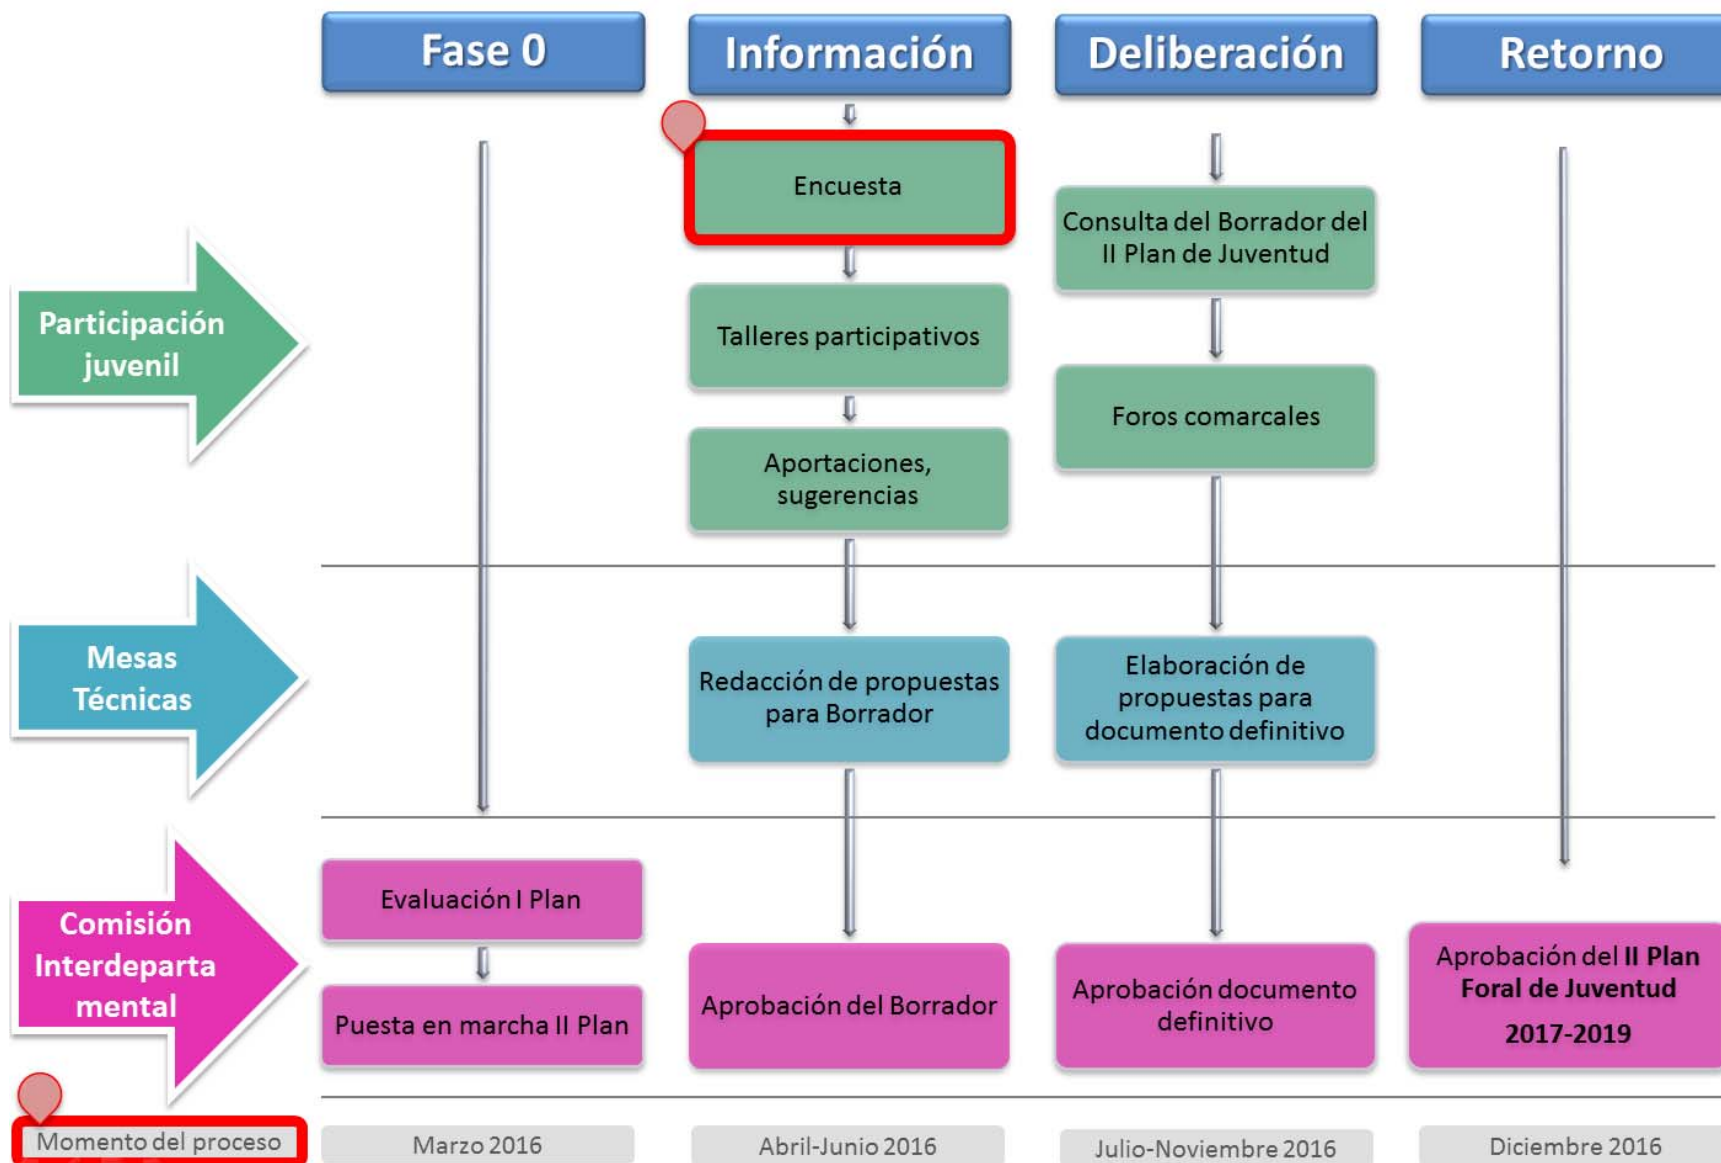 Fase 0
Información
Deliberación
Retorno
Participación
juvenil
Encuesta
Talleres participativos
Aportaciones,
sugerencias
Consulta del Borrador del
II Plan de Juventud
Foros comarcales
Mesas
Técnicas
Redacción de propuestas
para Borrador
Elaboración de
propuestas para
documento definitivo
Comisión
Interdeparta
mental
Evaluación I Plan
Puesta en marcha II Plan
Aprobación del Borrador
Aprobación documento
definitivo
Aprobación del II Plan
Foral de Juventud
2017-2019
Momento del proceso
Marzo 2016
Abril-Junio 2016
Julio-Noviembre 2016
Diciembre 2016